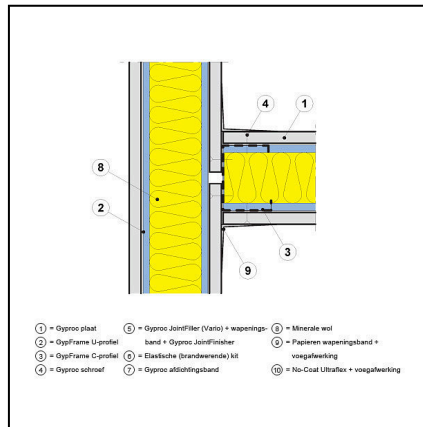 4
1
8
2
3
9
1 = Gyproc plaat
2 = GypFrame U-profiel
3 = GypFrame C-profiel
4 = Gyproc schroef
5 = Gyproc JointFiller (Vario) + wapenings-
band + Gyproc JointFinisher
6 = Elastische (brandwerende) kit
7 = Gyproc afdichtingsband
8 = Minerale wol
9 = Papieren wapeningsband +
voegafwerking
10 = No-Coat Ultraflex + voegafwerking